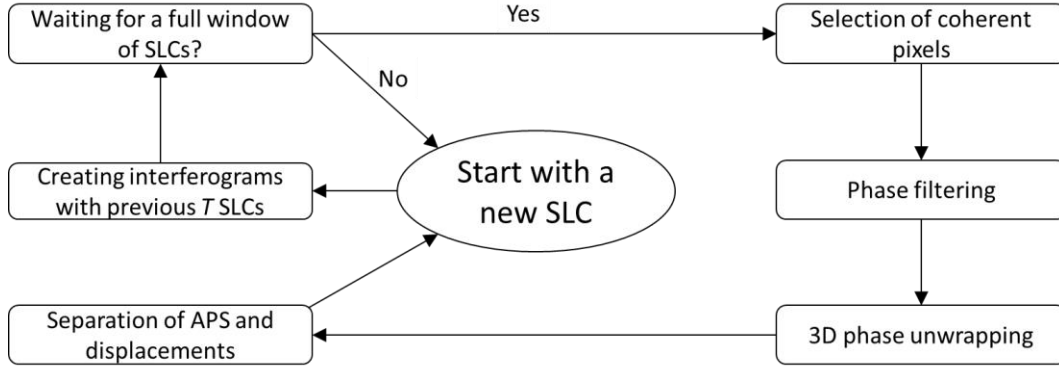 Waiting for a full window
of SLCs?
Yes
Selection of coherent
pixels
No
Start with a
new SLC
Creating interferograms
with previous T SLCs
Phase filtering
Separation of APS and
displacements
3D phase unwrapping